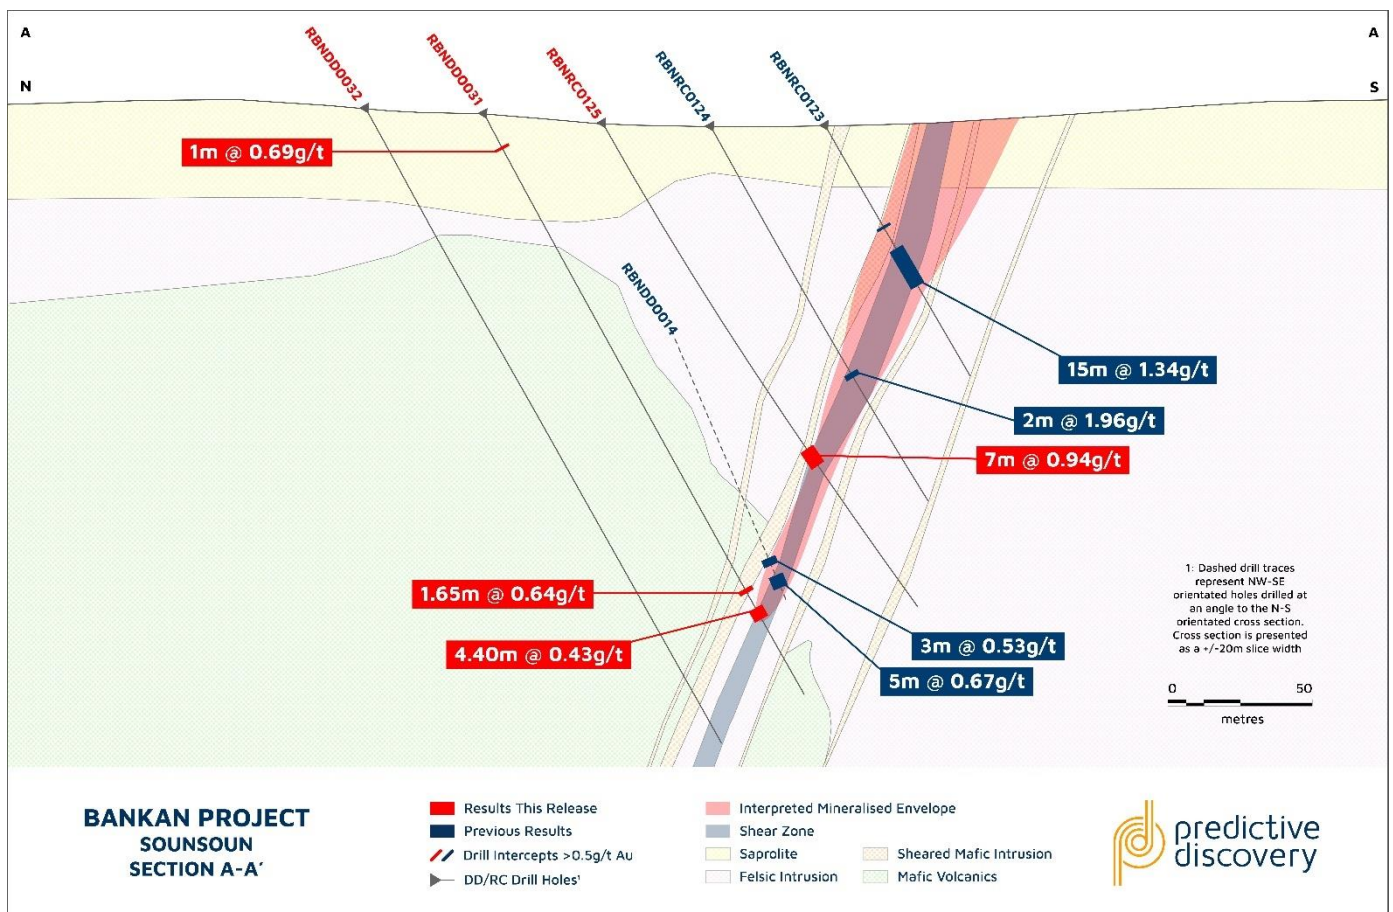 A
A
N
S
RBNDD0032
RBNDD0031
RBNRC0125
RBNRC0124
RBNRC0123
1m @ 0.69g/t
RBNDD0014
15m @ 1.34g/t
2m @ 1.96g/t
7m @ 0.94g/t
1.65m @ 0.64g/t
4.40m @ 0.43g/t
3m @ 0.53g/t
5m @ 0.67g/t
1: Dashed drill traces
represent NW-SE
orientated holes drilled at
an angle to the N-S
orientated cross section.
Cross section is presented
as a +/-20m slice width
0 50
metres
BANKAN PROJECT
SOUNSOUN
SECTION A-A′
Results This Release
Previous Results
Drill Intercepts >0.5g/t Au
DD/RC Drill Holes¹
Interpreted Mineralised Envelope
Shear Zone
Saprolite
Felsic Intrusion
Sheared Mafic Intrusion
Mafic Volcanics
predictive
discovery